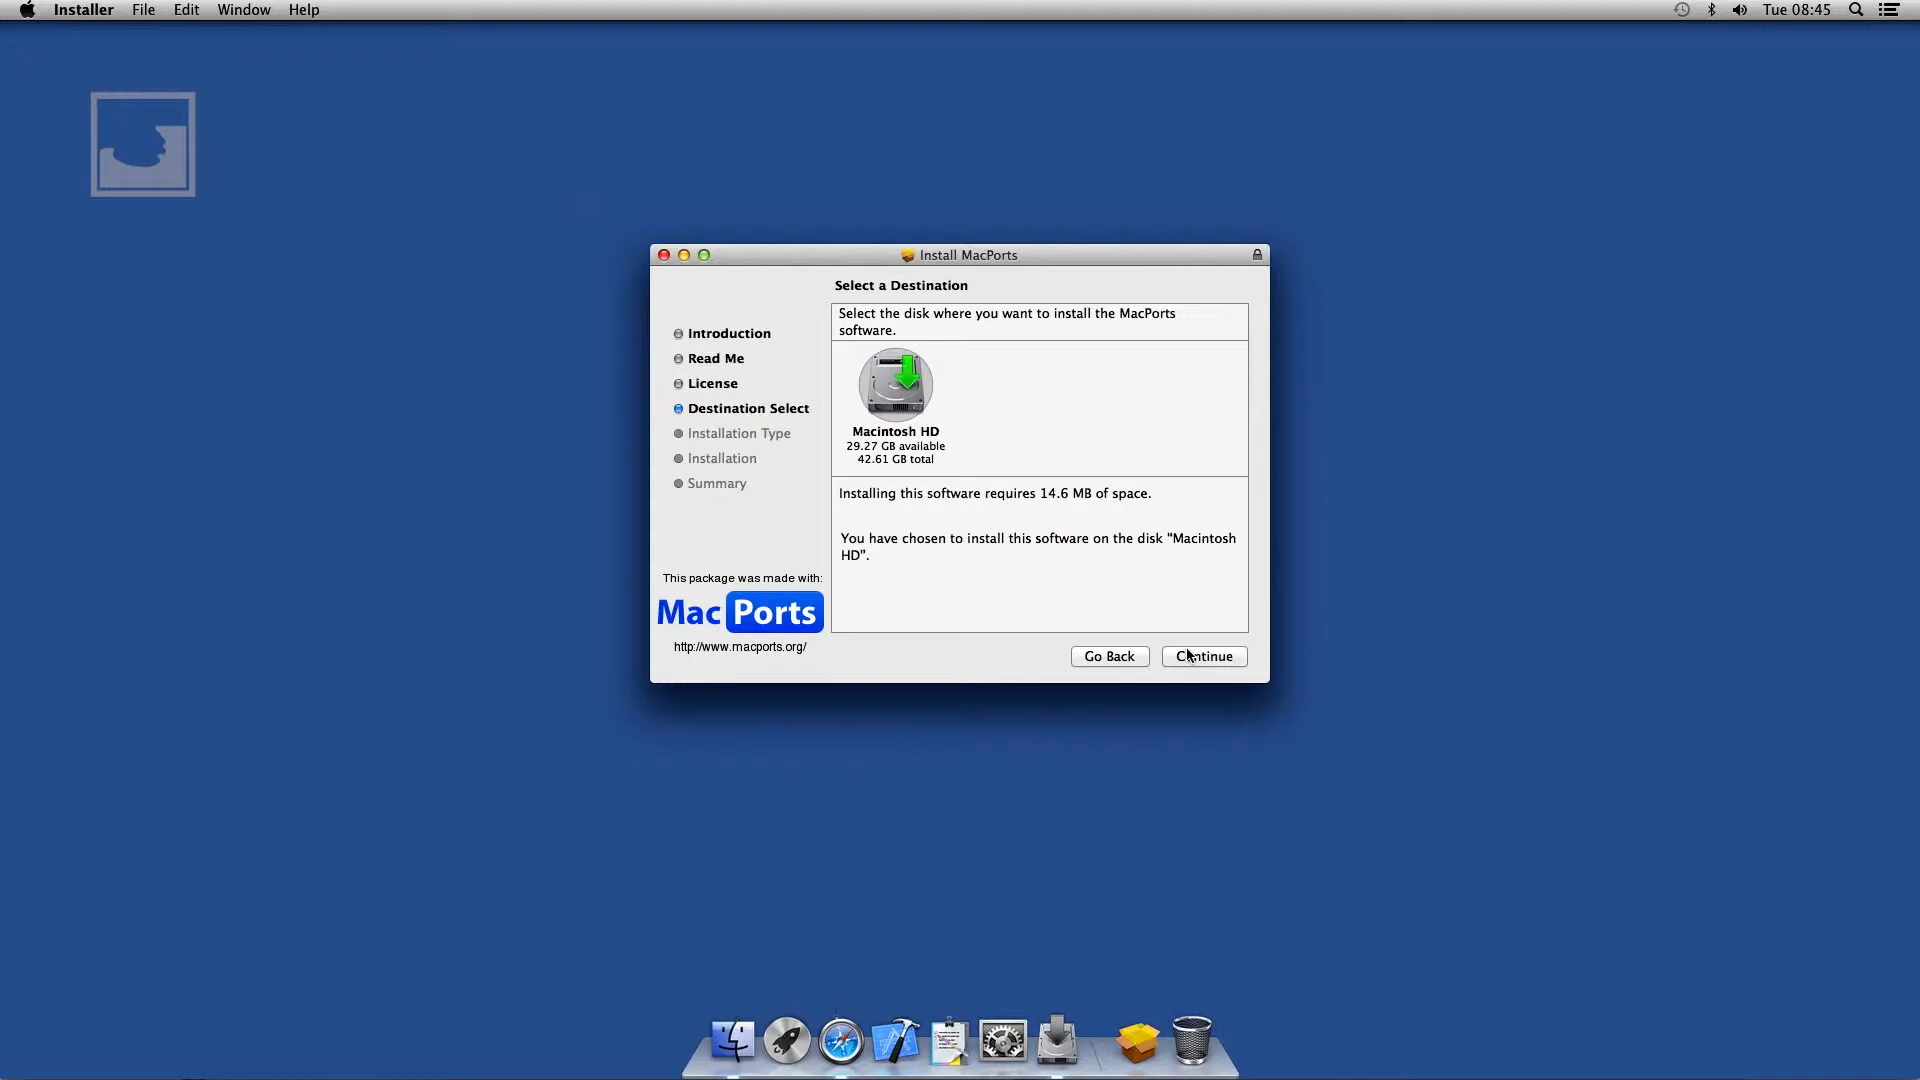 Installer File Edit Window Help Tue 08:45
Install MacPorts
Select a Destination
Introduction
Read Me
License
Destination Select
Installation Type
Installation
Summary
Select the disk where you want to install the MacPorts
software.
Macintosh HD
29.27 GB available
42.61 GB total
Installing this software requires 14.6 MB of space.
You have chosen to install this software on the disk “Macintosh
HD”.
This package was made with:
MacPorts
http://www.macports.org/
Go Back Continue